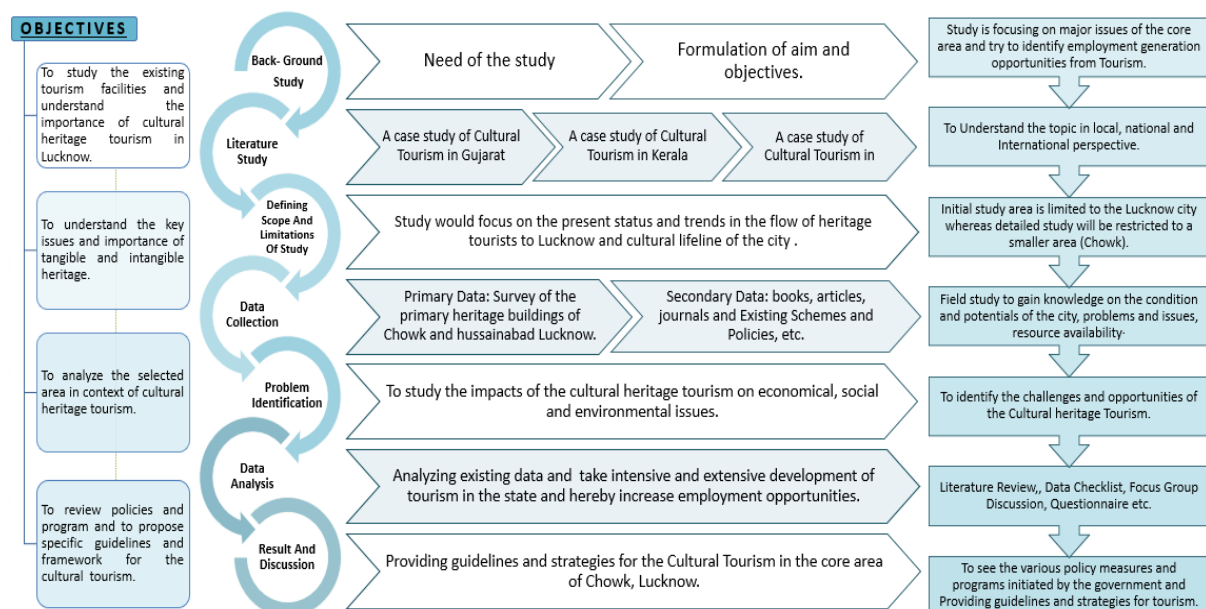 OBJECTIVES
To study the existing
tourism facilities and
understand the
importance of cultural
heritage tourism in
Lucknow.
To understand the key
issues and importance of
tangible and intangible
heritage.
To analyze the selected
area in context of cultural
heritage tourism.
To review policies and
program and to propose
specific guidelines and
framework for the
cultural tourism.
Back- Ground
Study
Need of the study
Formulation of aim and
objectives.
Study is focusing on major issues of the core
area and try to identify employment generation
opportunities from Tourism.
Literature
Study
A case study of Cultural
Tourism in Gujarat
A case study of Cultural
Tourism in Kerala
A case study of
Cultural Tourism in
To Understand the topic in local, national and
International perspective.
Defining
Scope And
Limitations
Of Study
Study would focus on the present status and trends in the flow of heritage
tourists to Lucknow and cultural lifeline of the city .
Initial study area is limited to the Lucknow city
whereas detailed study will be restricted to a
smaller area (Chowk).
Data
Collection
Primary Data: Survey of the
primary heritage buildings of
Chowk and hussainabad Lucknow.
Secondary Data: books, articles,
journals and Existing Schemes and
Policies, etc.
Field study to gain knowledge on the condition
and potentials of the city, problems and issues,
resource availability·
Problem
Identification
To study the impacts of the cultural heritage tourism on economical, social
and environmental issues.
To identify the challenges and opportunities of
the Cultural heritage Tourism.
Data
Analysis
Analyzing existing data and take intensive and extensive development of
tourism in the state and hereby increase employment opportunities.
Literature Review,, Data Checklist, Focus Group
Discussion, Questionnaire etc.
Result And
Discussion
Providing guidelines and strategies for the Cultural Tourism in the core area
of Chowk, Lucknow.
To see the various policy measures and
programs initiated by the government and
Providing guidelines and strategies for tourism.